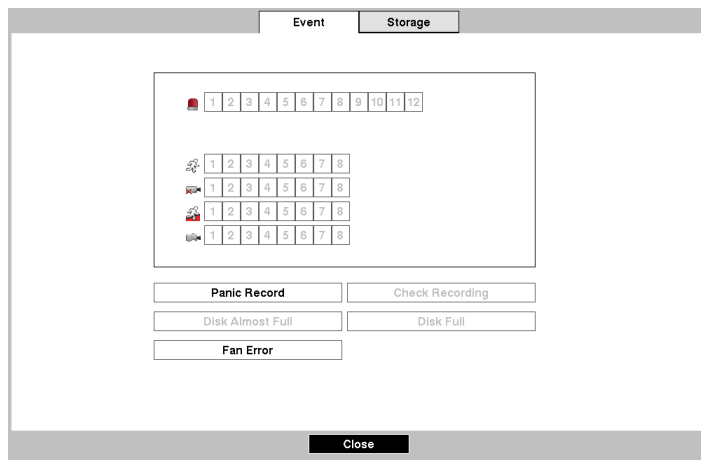 Event Storage
1 2 3 4 5 6 7 8 9 10 11 12
1 2 3 4 5 6 7 8
1 2 3 4 5 6 7 8
1 2 3 4 5 6 7 8
1 2 3 4 5 6 7 8
Panic Record Check Recording
Disk Almost Full Disk Full
Fan Error
Close